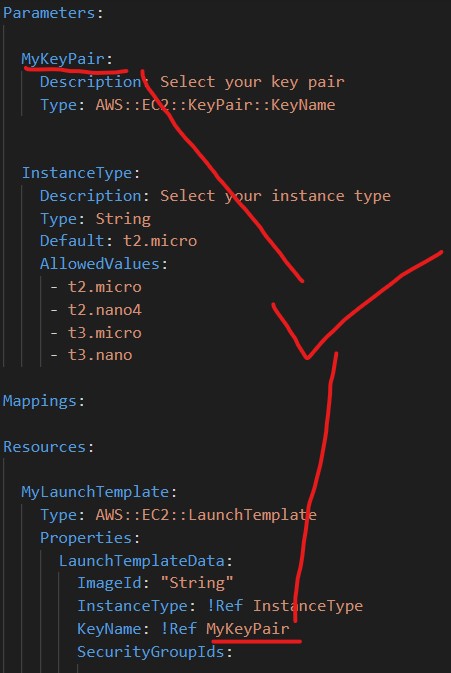 Parameters:
MyKeyPair:
Description: Select your key pair
Type: AWS::EC2::KeyPair::KeyName
InstanceType:
Description: Select your instance type
Type: String
Default: t2.micro
AllowedValues:
- t2.micro
- t2.nano4
- t3.micro
- t3.nano
Mappings:
Resources:
MyLaunchTemplate:
Type: AWS::EC2::LaunchTemplate
Properties:
LaunchTemplateData:
ImageId: "String"
InstanceType: !Ref InstanceType
KeyName: !Ref MyKeyPair
SecurityGroupIds: